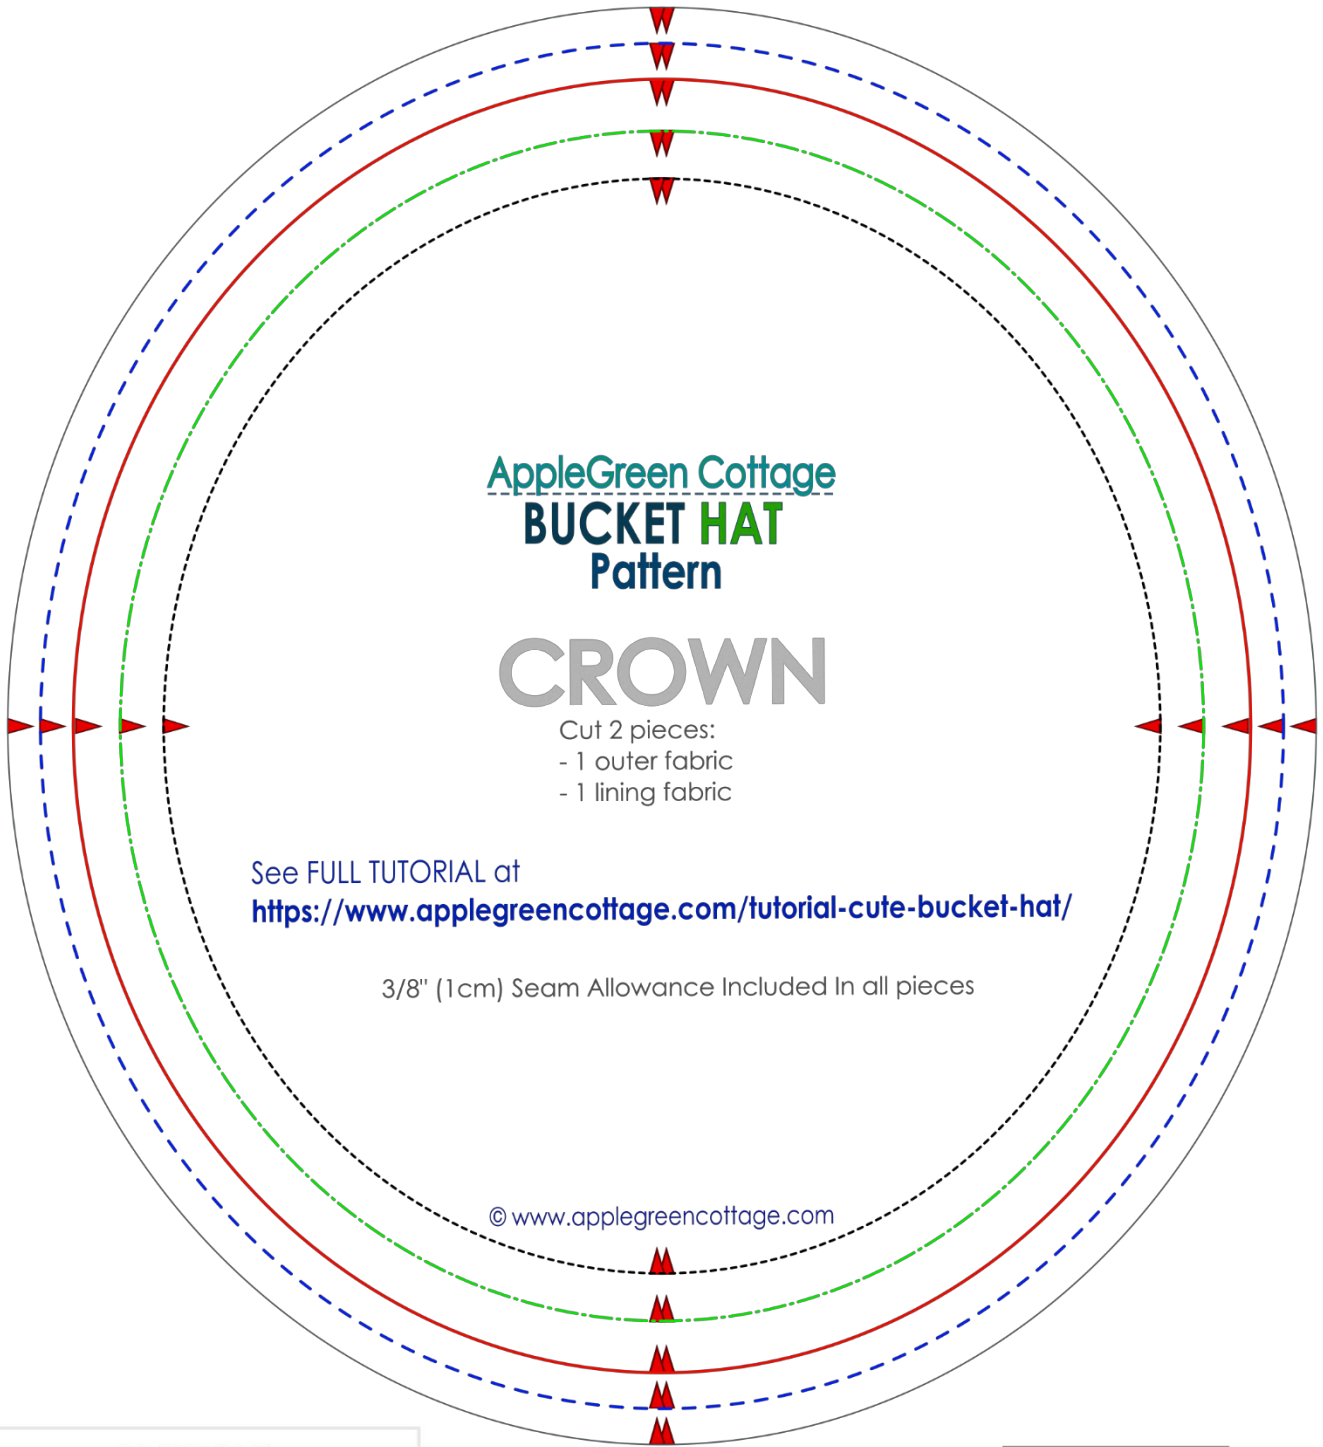 AppleGreen Cottage
BUCKET HAT
Pattern
CROWN
Cut 2 pieces:
- 1 outer fabric
- 1 lining fabric
See FULL TUTORIAL at
https://www.applegreencottage.com/tutorial-cute-bucket-hat/
3/8" (1cm) Seam Allowance Included In all pieces
© www.applegreencottage.com